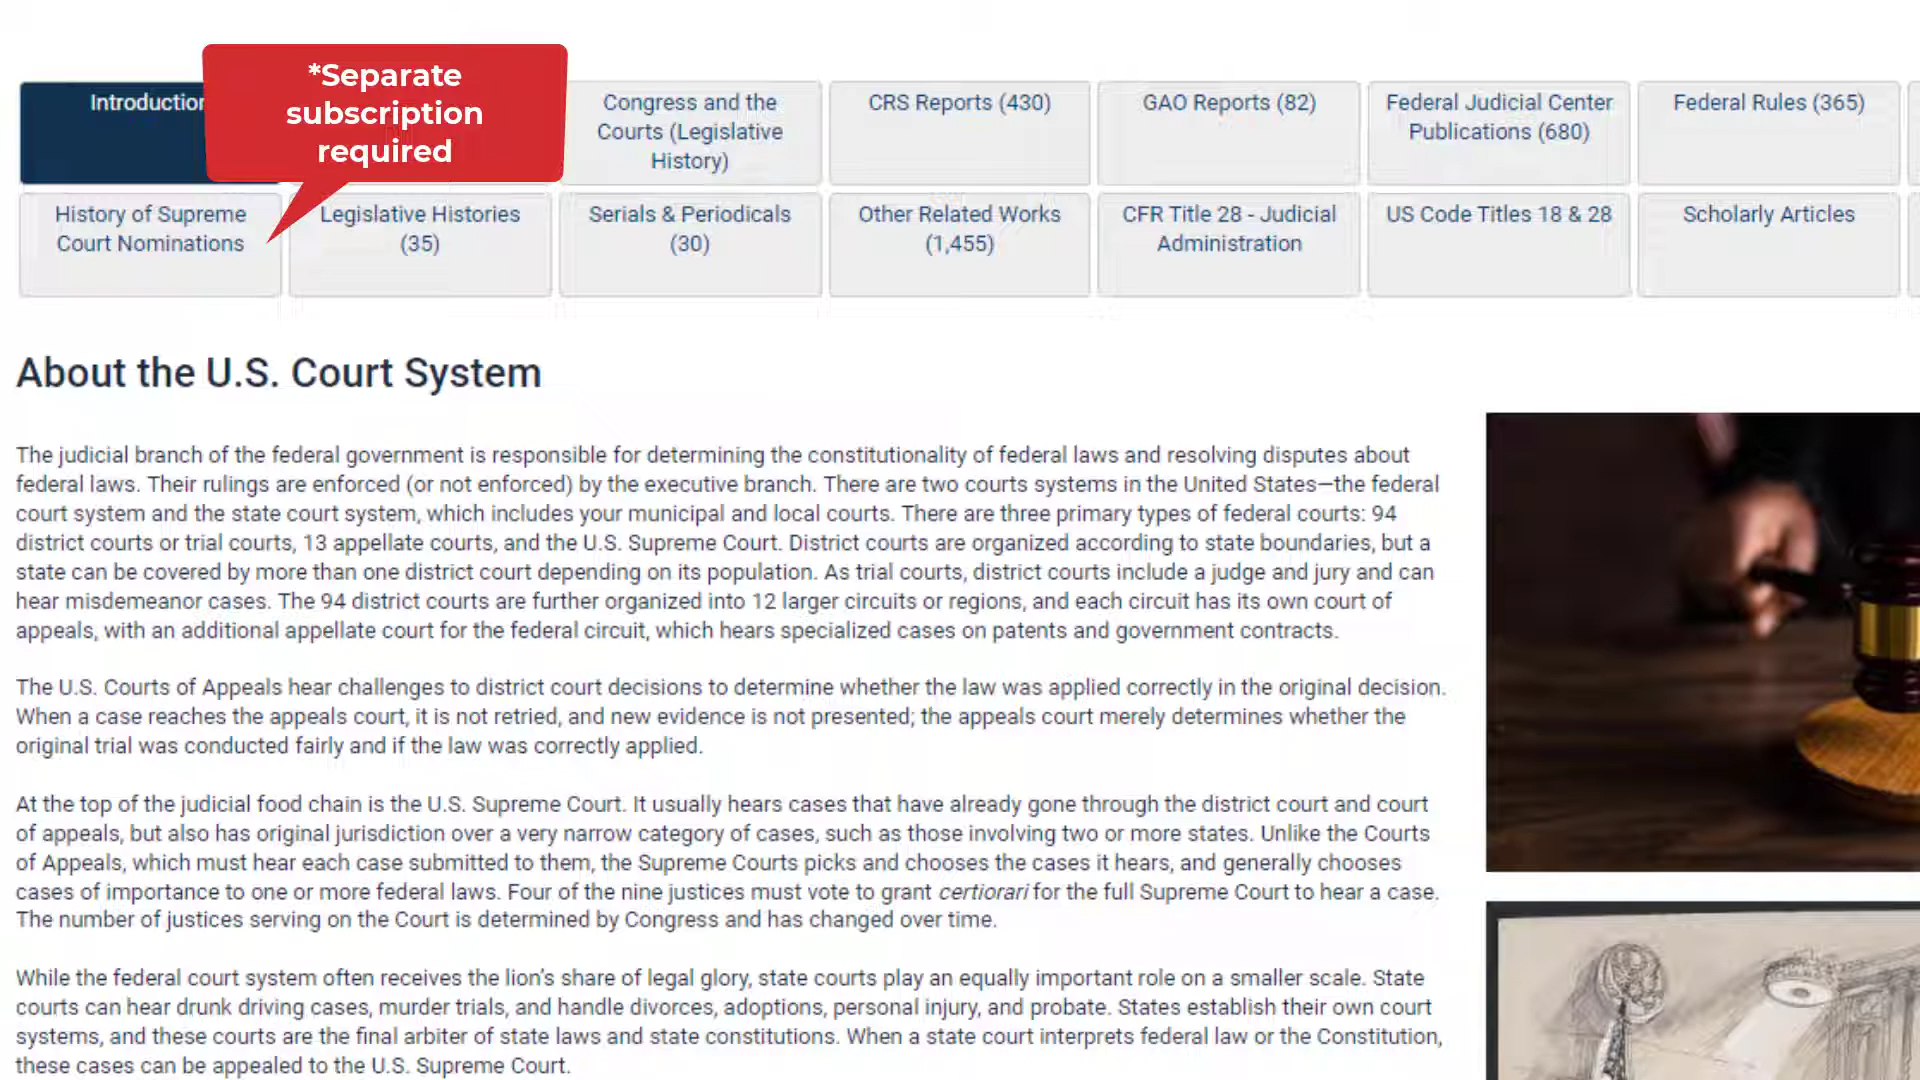 *Separate
subscription
required
Introduction
Congress and the
Courts (Legislative
History)
CRS Reports (430)
GAO Reports (82)
Federal Judicial Center
Publications (680)
Federal Rules (365)
History of Supreme
Court Nominations
Legislative Histories
(35)
Serials & Periodicals
(30)
Other Related Works
(1,455)
CFR Title 28 - Judicial
Administration
US Code Titles 18 & 28
Scholarly Articles
About the U.S. Court System
The judicial branch of the federal government is responsible for determining the constitutionality of federal laws and resolving disputes about
federal laws. Their rulings are enforced (or not enforced) by the executive branch. There are two courts systems in the United States—the federal
court system and the state court system, which includes your municipal and local courts. There are three primary types of federal courts: 94
district courts or trial courts, 13 appellate courts, and the U.S. Supreme Court. District courts are organized according to state boundaries, but a
state can be covered by more than one district court depending on its population. As trial courts, district courts include a judge and jury and can
hear misdemeanor cases. The 94 district courts are further organized into 12 larger circuits or regions, and each circuit has its own court of
appeals, with an additional appellate court for the federal circuit, which hears specialized cases on patents and government contracts.
The U.S. Courts of Appeals hear challenges to district court decisions to determine whether the law was applied correctly in the original decision.
When a case reaches the appeals court, it is not retried, and new evidence is not presented; the appeals court merely determines whether the
original trial was conducted fairly and if the law was correctly applied.
At the top of the judicial food chain is the U.S. Supreme Court. It usually hears cases that have already gone through the district court and court
of appeals, but also has original jurisdiction over a very narrow category of cases, such as those involving two or more states. Unlike the Courts
of Appeals, which must hear each case submitted to them, the Supreme Courts picks and chooses the cases it hears, and generally chooses
cases of importance to one or more federal laws. Four of the nine justices must vote to grant certiorari for the full Supreme Court to hear a case.
The number of justices serving on the Court is determined by Congress and has changed over time.
While the federal court system often receives the lion's share of legal glory, state courts play an equally important role on a smaller scale. State
courts can hear drunk driving cases, murder trials, and handle divorces, adoptions, personal injury, and probate. States establish their own court
systems, and these courts are the final arbiter of state laws and state constitutions. When a state court interprets federal law or the Constitution,
these cases can be appealed to the U.S. Supreme Court.